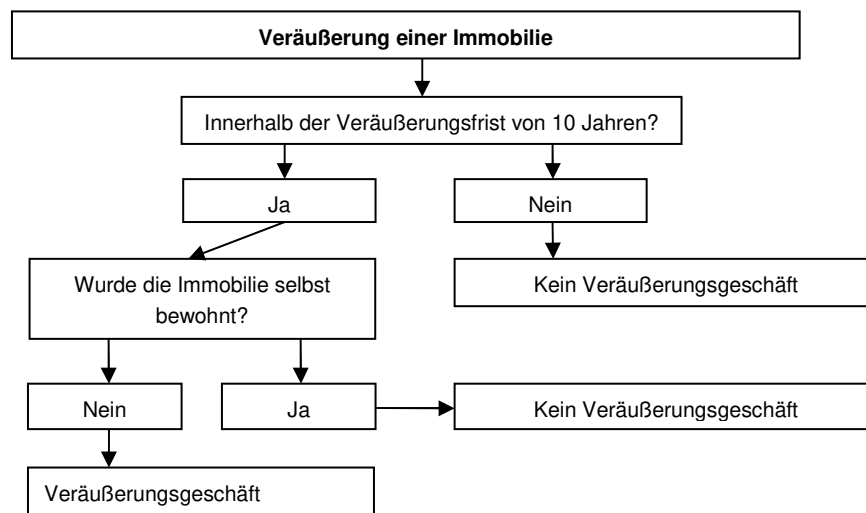 Veräußerung einer Immobilie
Innerhalb der Veräußerungsfrist von 10 Jahren?
Ja
Nein
Wurde die Immobilie selbst
bewohnt?
Kein Veräußerungsgeschäft
Nein
Ja
Kein Veräußerungsgeschäft
Veräußerungsgeschäft